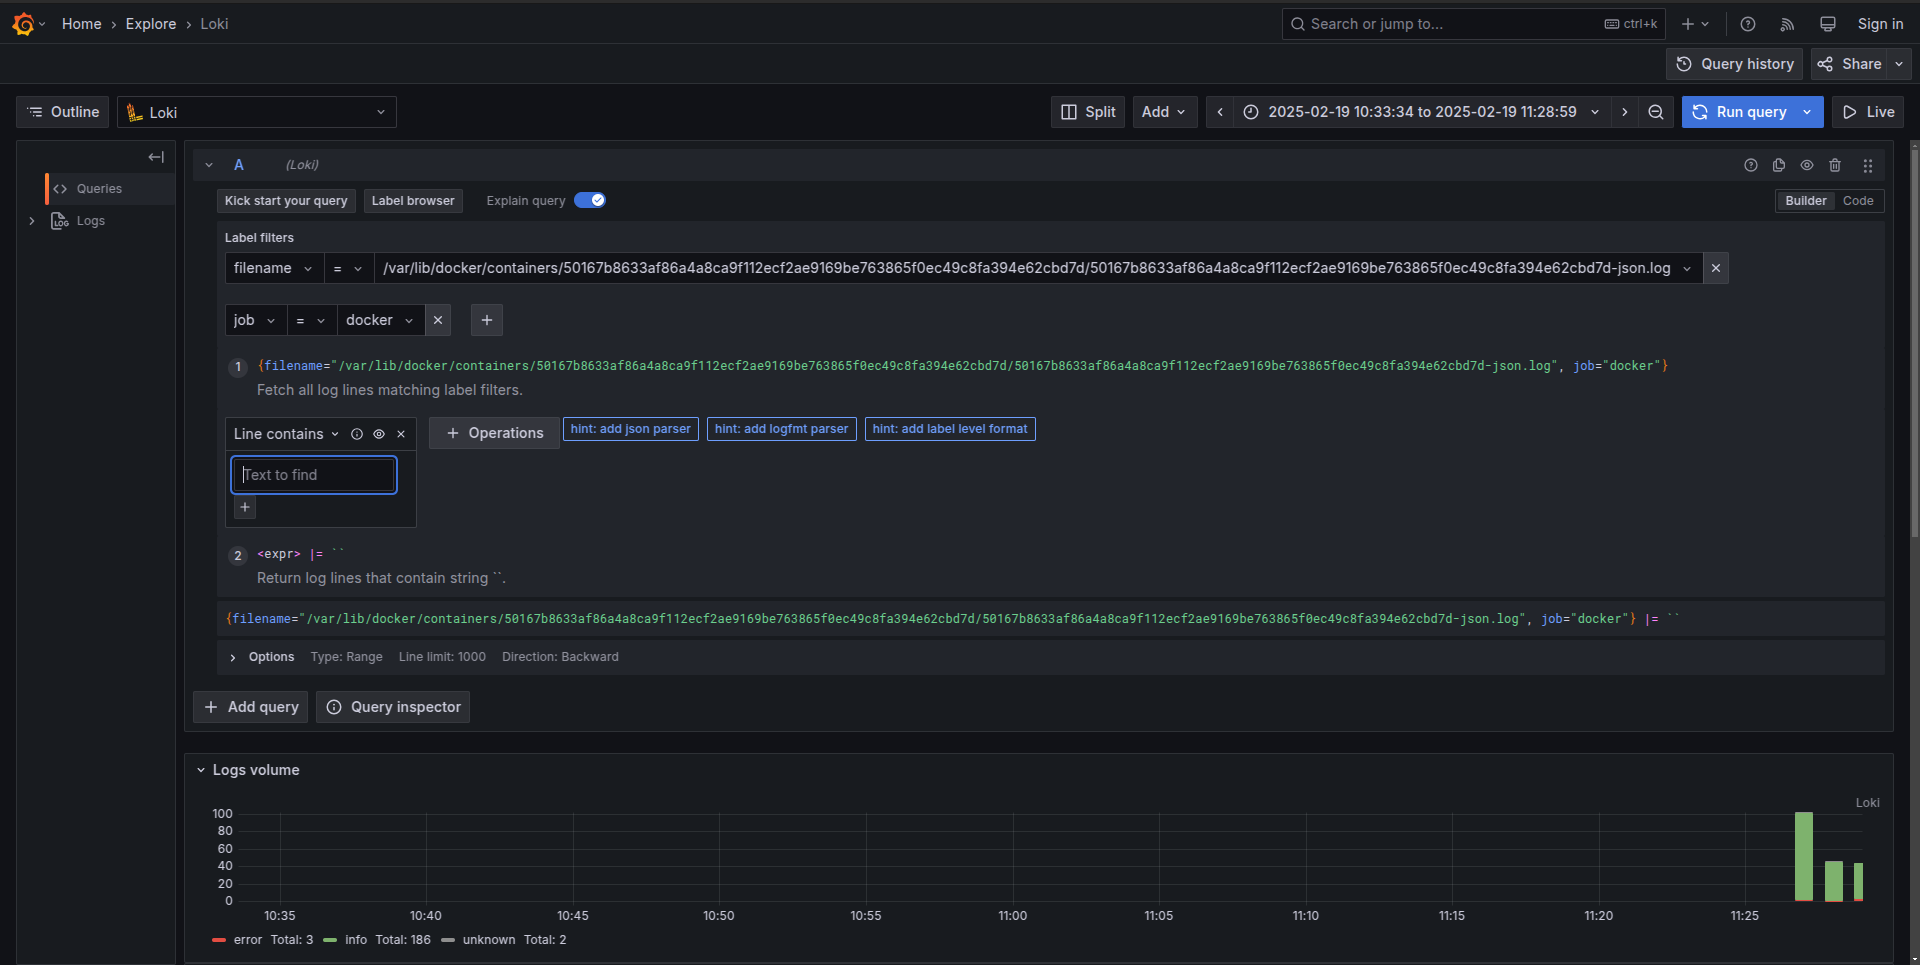 Home › Explore › Loki
Search or jump to... ctrl+k
Sign in
Query history
Share
Outline
Loki
Split
Add
2025-02-19 10:33:34 to 2025-02-19 11:28:59
Run query
Live
Queries
Logs
A (Loki)
Kick start your query
Label browser
Explain query
Builder
Code
Label filters
filename = /var/lib/docker/containers/50167b8633af86a4a8ca9f112ecf2ae9169be763865f0ec49c8fa394e62cbd7d/50167b8633af86a4a8ca9f112ecf2ae9169be763865f0ec49c8fa394e62cbd7d-json.log
job = docker
1 {filename="/var/lib/docker/containers/50167b8633af86a4a8ca9f112ecf2ae9169be763865f0ec49c8fa394e62cbd7d/50167b8633af86a4a8ca9f112ecf2ae9169be763865f0ec49c8fa394e62cbd7d-json.log", job="docker"}
Fetch all log lines matching label filters.
Line contains
Text to find
+ Operations
hint: add json parser
hint: add logfmt parser
hint: add label level format
2 <expr> |= ``
Return log lines that contain string ``.
{filename="/var/lib/docker/containers/50167b8633af86a4a8ca9f112ecf2ae9169be763865f0ec49c8fa394e62cbd7d/50167b8633af86a4a8ca9f112ecf2ae9169be763865f0ec49c8fa394e62cbd7d-json.log", job="docker"} |= ``
Options Type: Range Line limit: 1000 Direction: Backward
+ Add query
Query inspector
Logs volume
Loki
100
80
60
40
20
0
10:35 10:40 10:45 10:50 10:55 11:00 11:05 11:10 11:15 11:20 11:25
error Total: 3 info Total: 186 unknown Total: 2